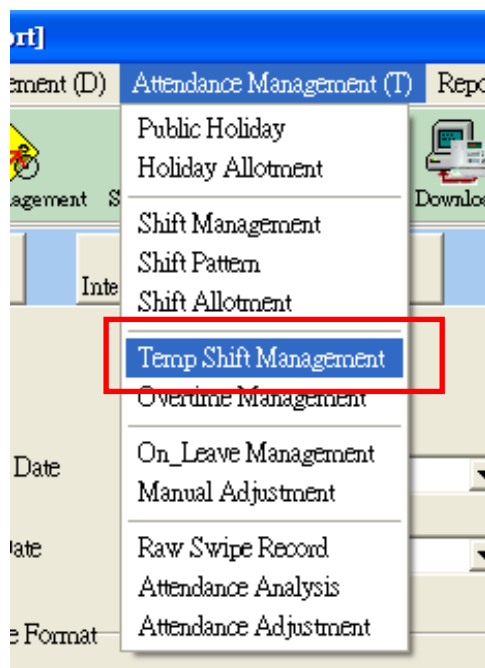 ort]
ement (D) Attendance Management (T) Repo
Public Holiday
Holiday Allotment
agement S Downloa
Shift Management
Shift Pattern
Inte
Shift Allotment
Temp Shift Management
Overtime Management
On_Leave Management
Date
Manual Adjustment
Raw Swipe Record
ate
Attendance Analysis
Attendance Adjustment
e Format